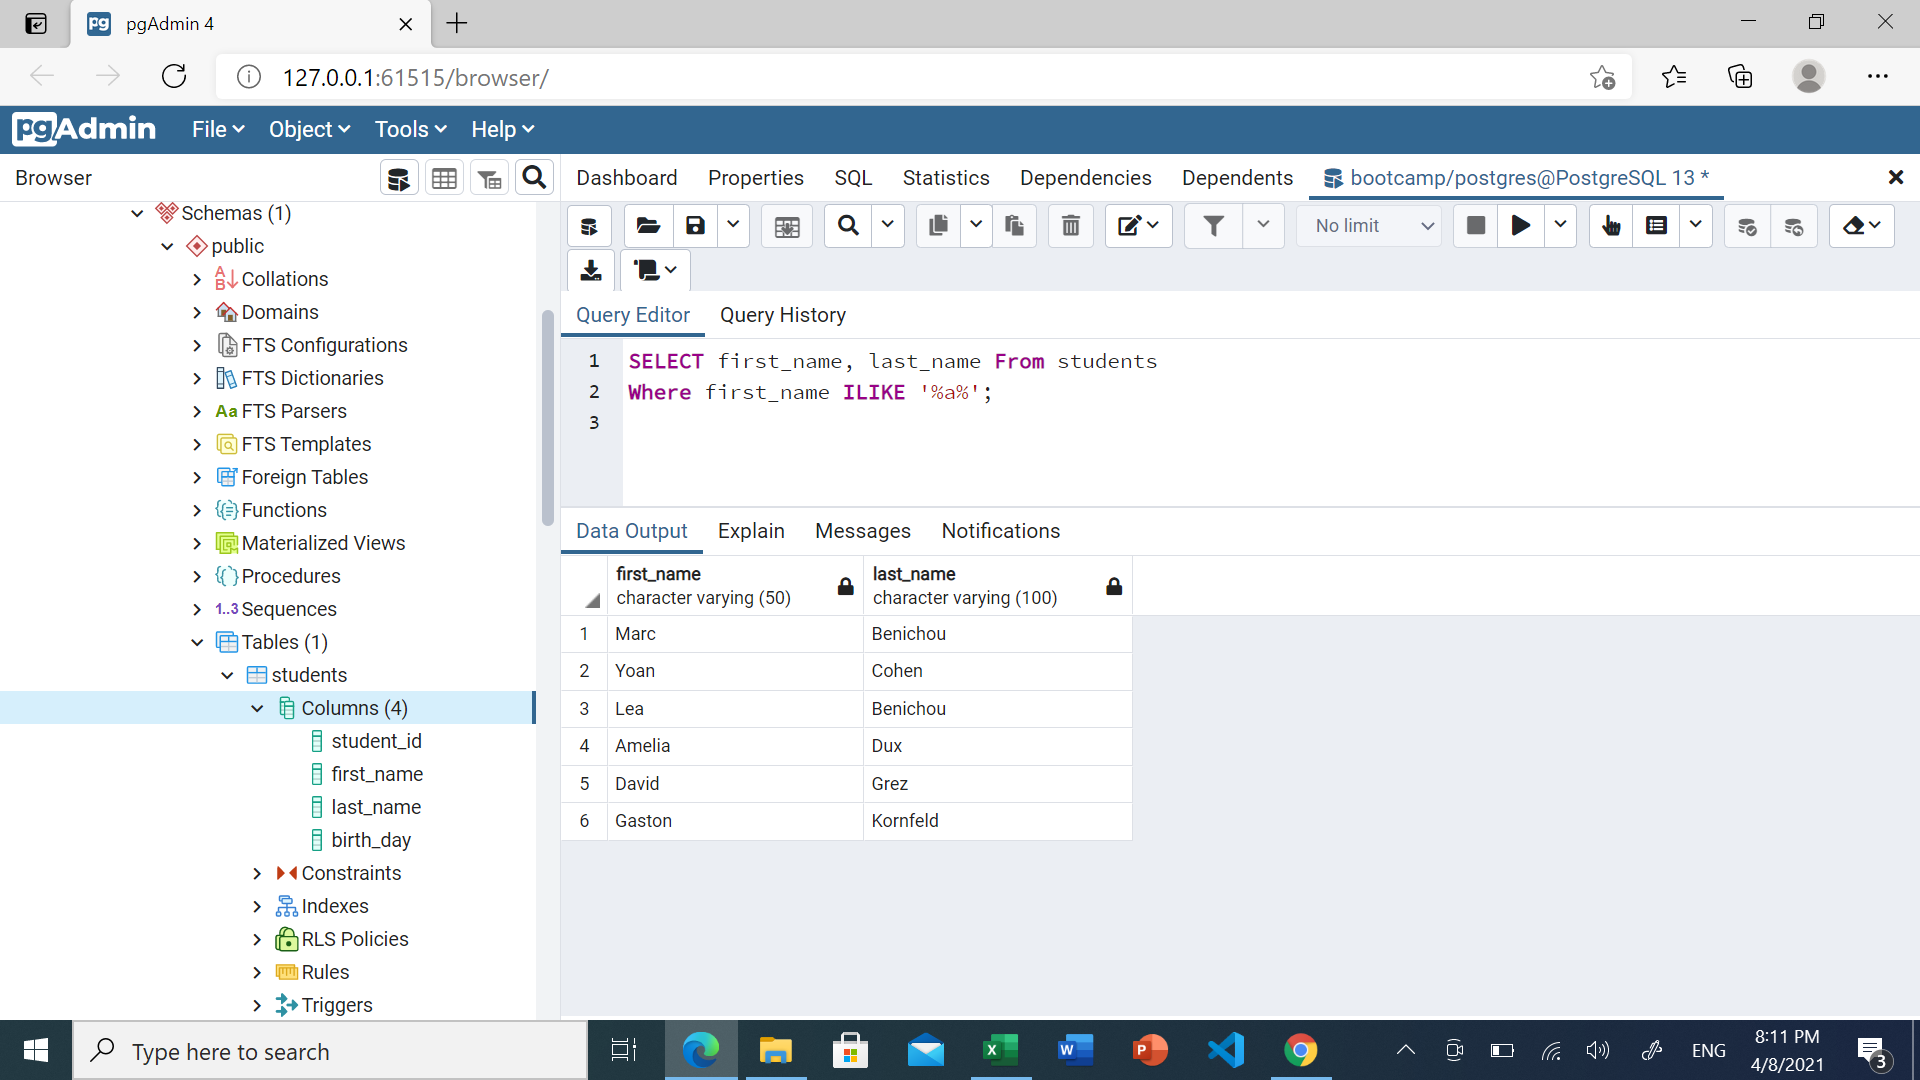 pg pgAdmin 4
127.0.0.1:61515/browser/
pgAdmin File Object Tools Help
Browser
Dashboard Properties SQL Statistics Dependencies Dependents bootcamp/postgres@PostgreSQL 13 *
No limit
Query Editor Query History
1 SELECT first_name, last_name From students
2 Where first_name ILIKE '%a%';
3
Data Output Explain Messages Notifications
first_name last_name
character varying (50) character varying (100)
1 Marc Benichou
2 Yoan Cohen
3 Lea Benichou
4 Amelia Dux
5 David Grez
6 Gaston Kornfeld
Schemas (1)
public
Collations
Domains
FTS Configurations
FTS Dictionaries
Aa FTS Parsers
FTS Templates
Foreign Tables
Functions
Materialized Views
Procedures
1..3 Sequences
Tables (1)
students
Columns (4)
student_id
first_name
last_name
birth_day
Constraints
Indexes
RLS Policies
Rules
Triggers
Type here to search
ENG
8:11 PM
4/8/2021
3